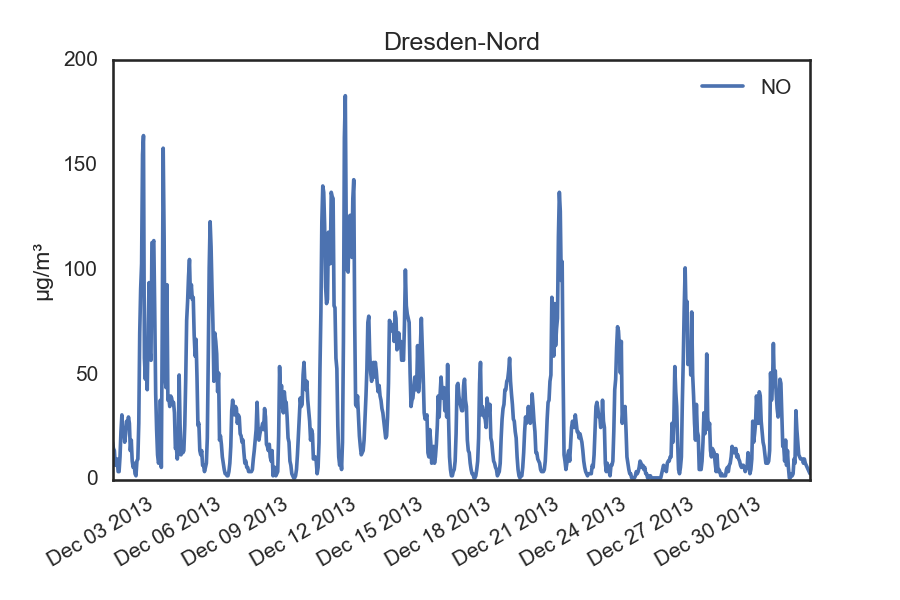 Dresden-Nord
200
150
100
50
0
µg/m³
NO
Dec 03 2013
Dec 06 2013
Dec 09 2013
Dec 12 2013
Dec 15 2013
Dec 18 2013
Dec 21 2013
Dec 24 2013
Dec 27 2013
Dec 30 2013